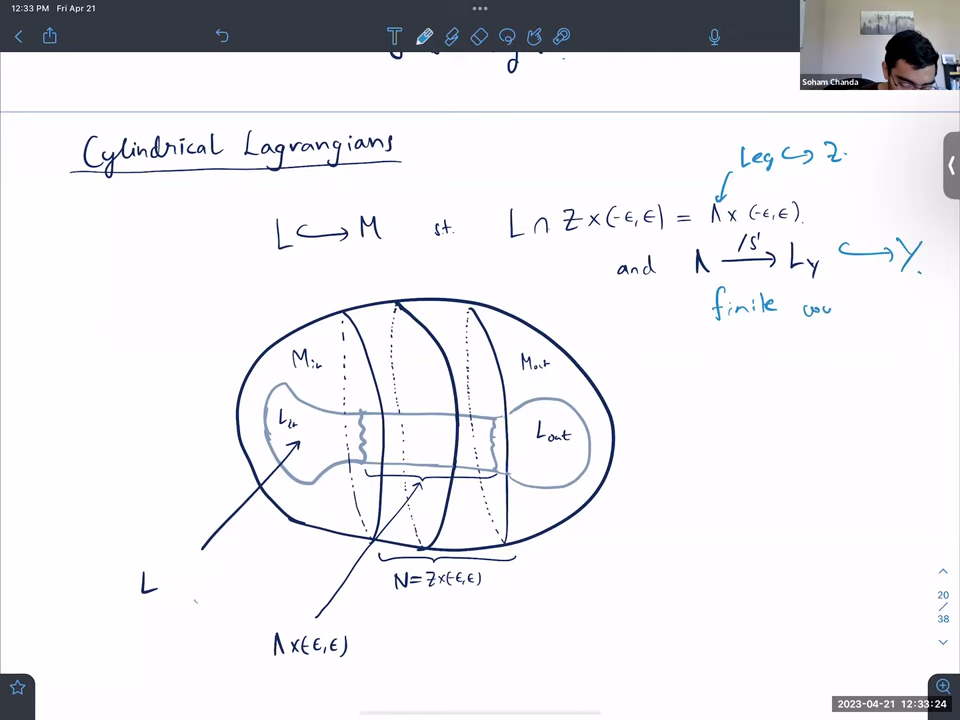 12:33 PM Fri Apr 21
Soham Chanda
Cylindrical Lagrangians
Leg ↪ Z.
L ↪ M st. L ∩ Z×(-ε,ε) = Λ×(-ε,ε).
and Λ →^{/S¹} L_Y ↪ Y.
finite cov
M_in
M_out
L_in
L_out
N=Z×(-ε,ε)
L
Λ×(-ε,ε)
20
/
38
2023-04-21 12:33:24